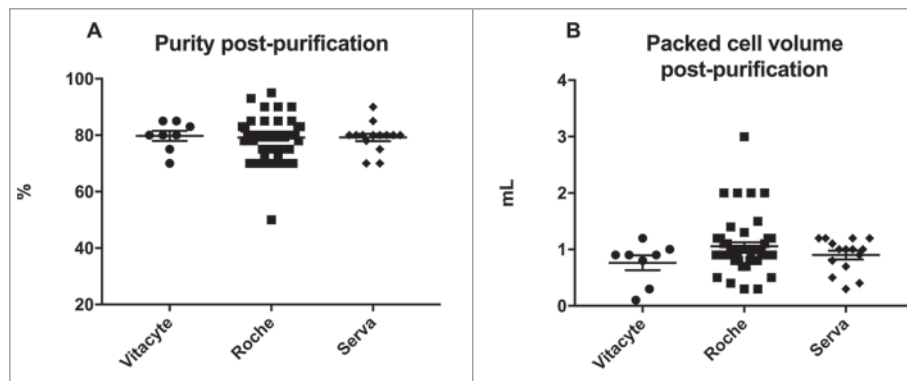 A
Purity post-purification
100
80
60
40
20
%
Vitacyte
Roche
Serva
B
Packed cell volume
post-purification
4
3
2
1
0
mL
Vitacyte
Roche
Serva